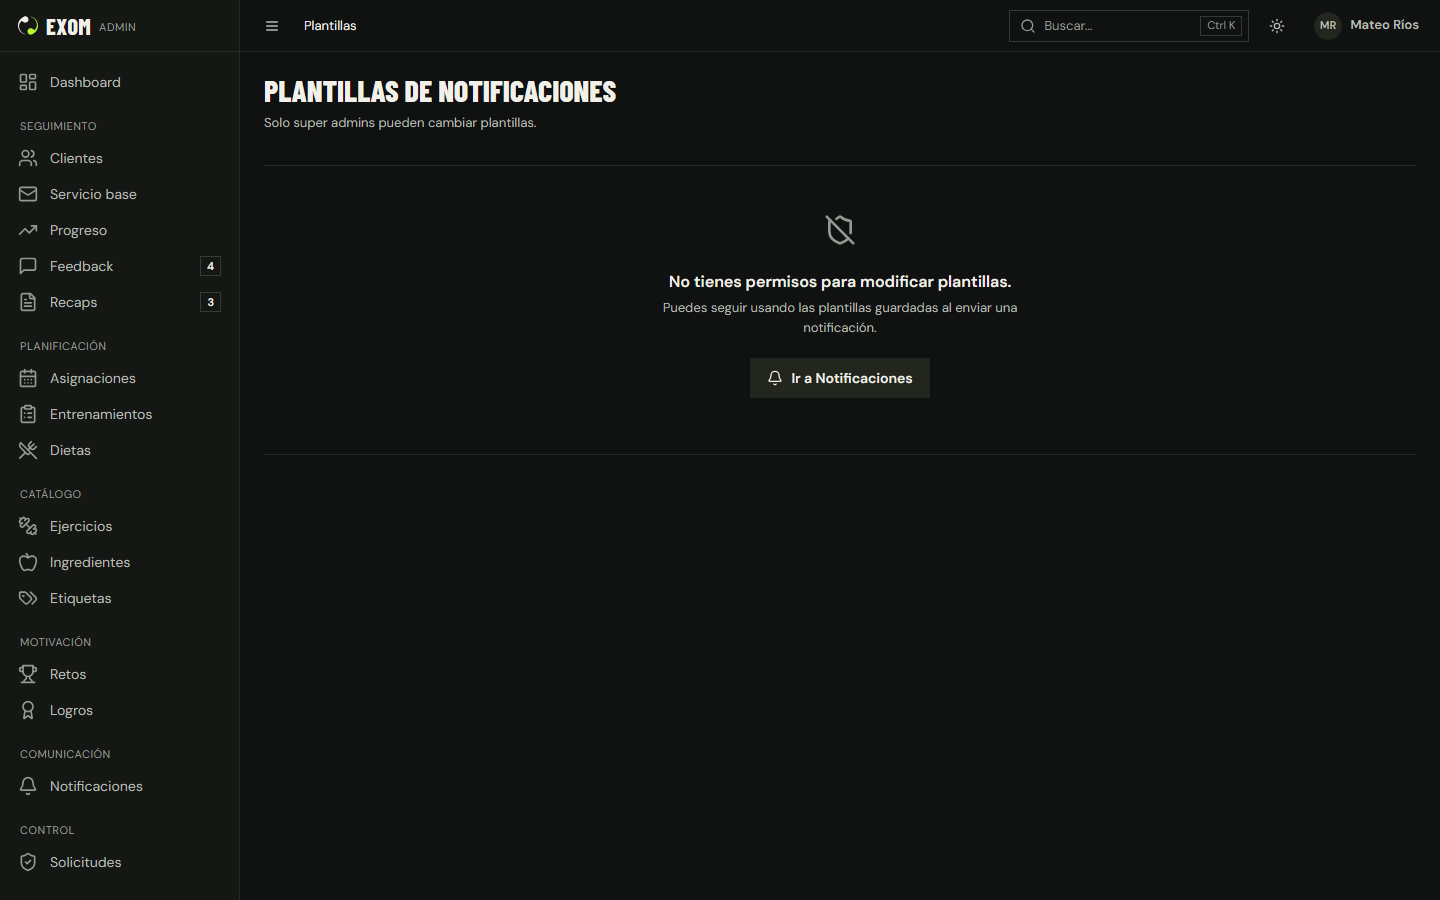 EXOM ADMIN
Plantillas
Buscar...
Ctrl K
MR
Mateo Ríos
Dashboard
SEGUIMIENTO
Clientes
Servicio base
Progreso
Feedback
4
Recaps
3
PLANIFICACIÓN
Asignaciones
Entrenamientos
Dietas
CATÁLOGO
Ejercicios
Ingredientes
Etiquetas
MOTIVACIÓN
Retos
Logros
COMUNICACIÓN
Notificaciones
CONTROL
Solicitudes
PLANTILLAS DE NOTIFICACIONES
Solo super admins pueden cambiar plantillas.
No tienes permisos para modificar plantillas.
Puedes seguir usando las plantillas guardadas al enviar una
notificación.
Ir a Notificaciones